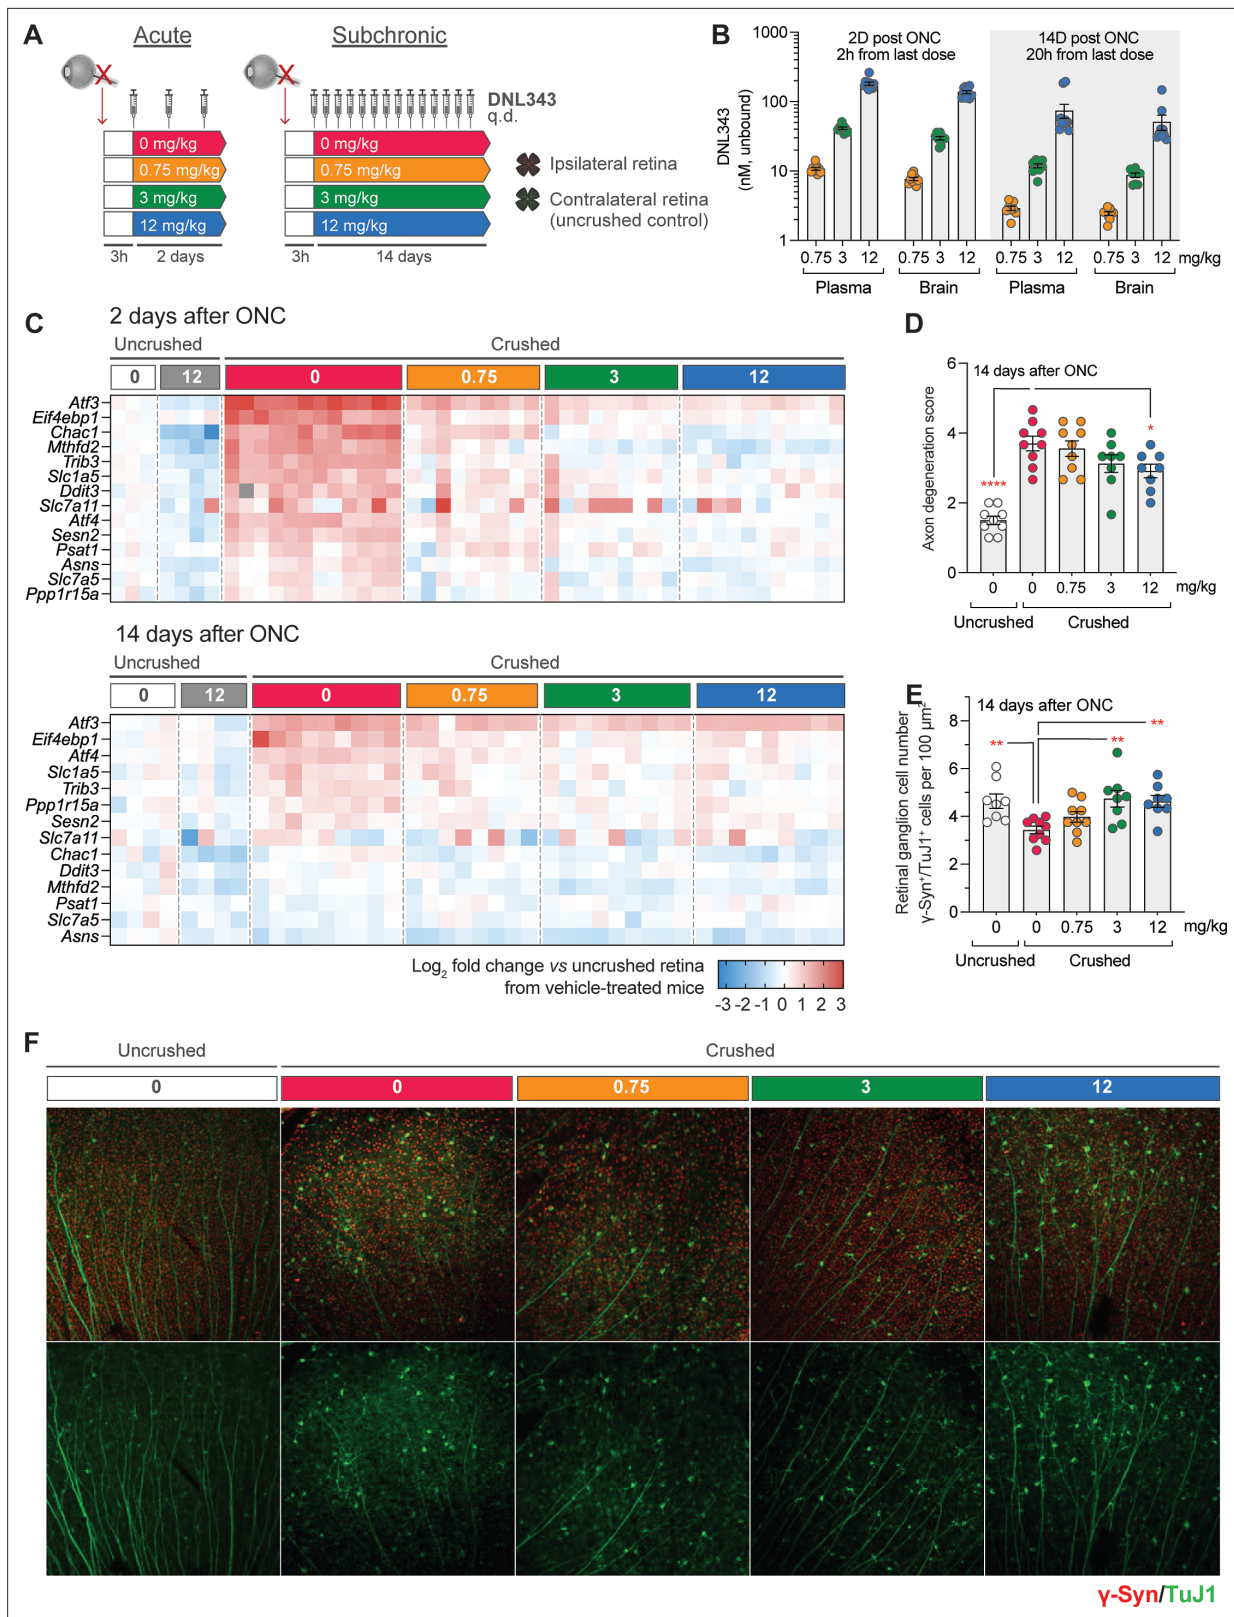 A
Acute
Subchronic
DNL343
q.d.
0 mg/kg
0.75 mg/kg
3 mg/kg
12 mg/kg
3h
2 days
0 mg/kg
0.75 mg/kg
3 mg/kg
12 mg/kg
3h
14 days
Ipsilateral retina
Contralateral retina
(uncrushed control)
B
2D post ONC
2h from last dose
14D post ONC
20h from last dose
DNL343
(nM, unbound)
1000
100
10
1
0.75 3 12 0.75 3 12 0.75 3 12 0.75 3 12 mg/kg
Plasma Brain Plasma Brain
C
2 days after ONC
Uncrushed Crushed
0 12 0 0.75 3 12
Atf3
Eif4ebp1
Chac1
Mthfd2
Trib3
Slc1a5
Ddit3
Slc7a11
Atf4
Sesn2
Psat1
Asns
Slc7a5
Ppp1r15a
14 days after ONC
Uncrushed Crushed
0 12 0 0.75 3 12
Atf3
Eif4ebp1
Atf4
Slc1a5
Trib3
Ppp1r15a
Sesn2
Slc7a11
Chac1
Ddit3
Mthfd2
Psat1
Slc7a5
Asns
Log2 fold change vs uncrushed retina
from vehicle-treated mice
-3 -2 -1 0 1 2 3
D
14 days after ONC
Axon degeneration score
6
4
2
0
****
*
0 0 0.75 3 12 mg/kg
Uncrushed Crushed
E
14 days after ONC
Retinal ganglion cell number
γ-Syn+/TuJ1+ cells per 100 µm2
8
6
4
2
0
**
**
**
0 0 0.75 3 12 mg/kg
Uncrushed Crushed
F
Uncrushed Crushed
0 0 0.75 3 12
γ-Syn/TuJ1